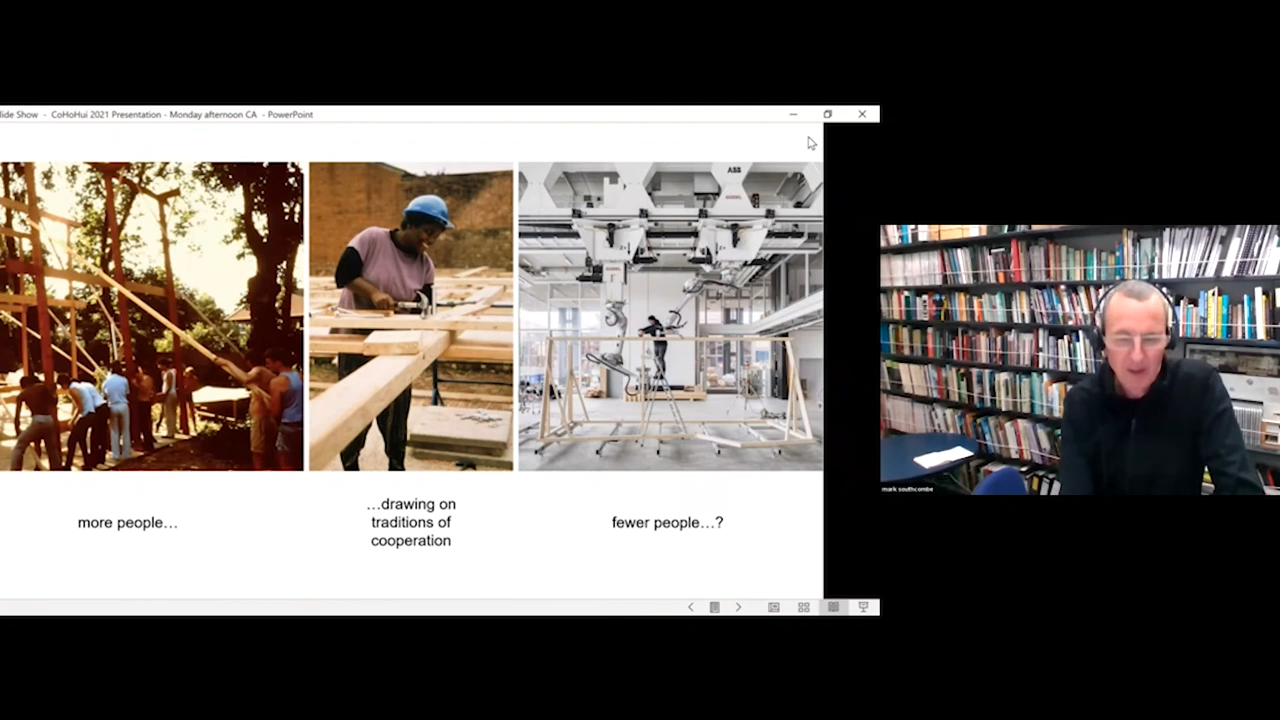 lide Show - CoHoHui 2021 Presentation - Monday afternoon CA - PowerPoint
ABB
more people…
…drawing on
traditions of
cooperation
fewer people…?
mark southcombe